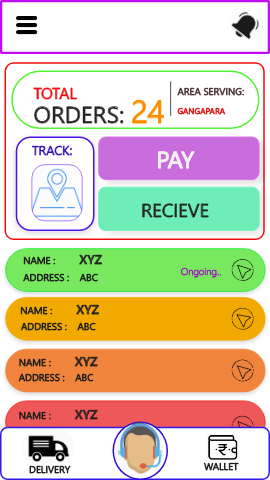 TOTAL
ORDERS: 24
AREA SERVING:
GANGAPARA
TRACK:
PAY
RECIEVE
NAME : XYZ
ADDRESS : ABC
Ongoing..
NAME : XYZ
ADDRESS : ABC
NAME : XYZ
ADDRESS : ABC
NAME : XYZ
DELIVERY
₹
WALLET